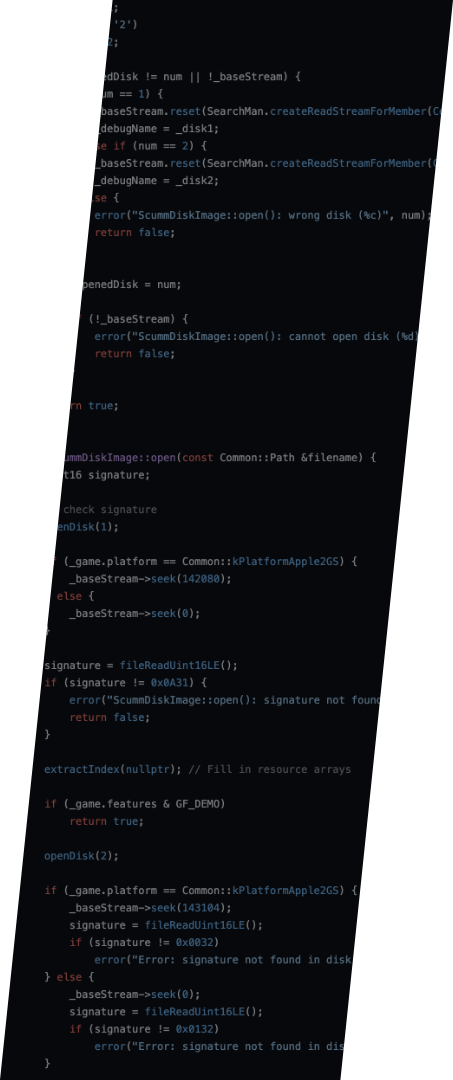 ;
'2')
2;
edDisk != num || !_baseStream) {
um == 1) {
_baseStream.reset(SearchMan.createReadStreamForMember(
_debugName = _disk1;
se if (num == 2) {
_baseStream.reset(SearchMan.createReadStreamForMember(
_debugName = _disk2;
se {
error("ScummDiskImage::open(): wrong disk (%c)", num);
return false;
penedDisk = num;
(!_baseStream) {
error("ScummDiskImage::open(): cannot open disk (%d)
return false;
rn true;
ummDiskImage::open(const Common::Path &filename) {
t16 signature;
check signature
enDisk(1);
(_game.platform == Common::kPlatformApple2GS) {
_baseStream->seek(142080);
else {
_baseStream->seek(0);
}
signature = fileReadUint16LE();
if (signature != 0x0A31) {
error("ScummDiskImage::open(): signature not found
return false;
}
extractIndex(nullptr); // Fill in resource arrays
if (_game.features & GF_DEMO)
return true;
openDisk(2);
if (_game.platform == Common::kPlatformApple2GS) {
_baseStream->seek(143104);
signature = fileReadUint16LE();
if (signature != 0x0032)
error("Error: signature not found in disk
} else {
_baseStream->seek(0);
signature = fileReadUint16LE();
if (signature != 0x0132)
error("Error: signature not found in dis
}